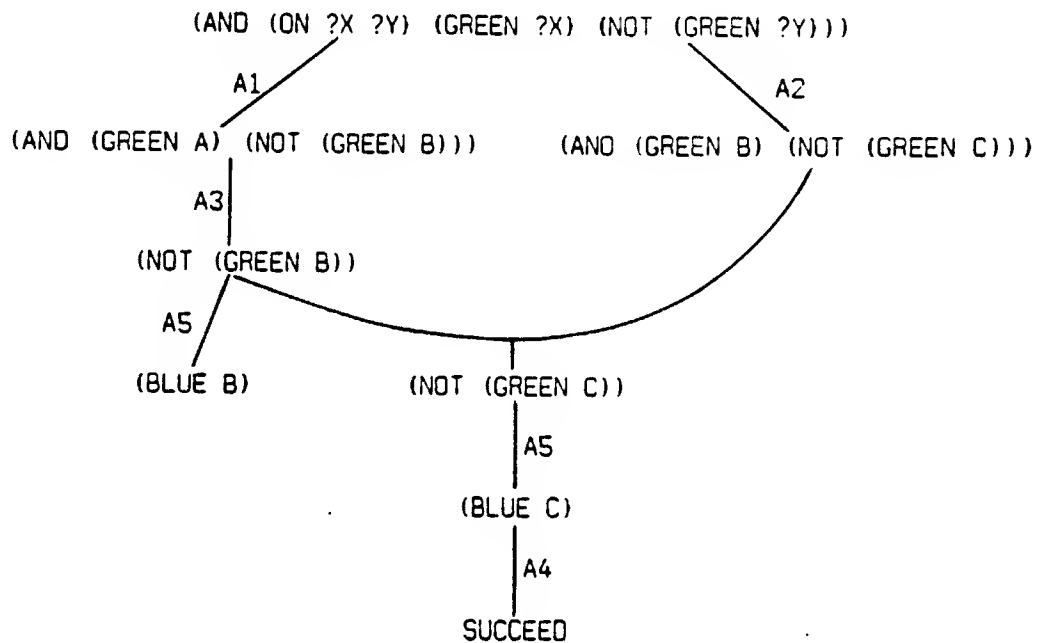 (AND (ON ?X ?Y) (GREEN ?X) (NOT (GREEN ?Y)))
A1
A2
(AND (GREEN A) (NOT (GREEN B)))
(AND (GREEN B) (NOT (GREEN C)))
A3
(NOT (GREEN B))
A5
(BLUE B)
(NOT (GREEN C))
A5
(BLUE C)
A4
SUCCEED